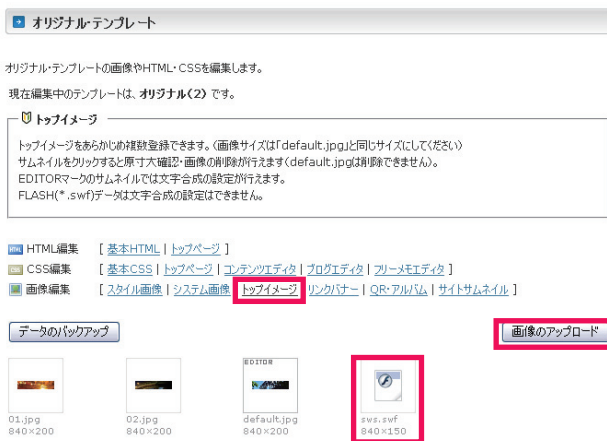 オリジナル・テンプレート
オリジナル・テンプレートの画像やHTML・CSSを編集します。
現在編集中のテンプレートは、オリジナル(2) です。
トップイメージ
トップイメージをあらかじめ複数登録できます。(画像サイズは「default.jpg」と同じサイズにしてください)
サムネイルをクリックすると原寸大確認・画像の削除が行えます(default.jpgは削除できません)。
EDITORマークのサムネイルでは文字合成の設定が行えます。
FLASH(*.swf)データは文字合成の設定はできません。
HTML編集 [ 基本HTML | トップページ ]
CSS編集 [ 基本CSS | トップページ | コンテンツエディタ | ブログエディタ | フリーメモエディタ ]
画像編集 [ スタイル画像 | システム画像 トップイメージ リンクバナー | QR・アルバム | サイトサムネイル ]
データのバックアップ 画像のアップロード
EDITOR
01.jpg 02.jpg default.jpg sws.swf
840×200 840×200 840×200 840×150